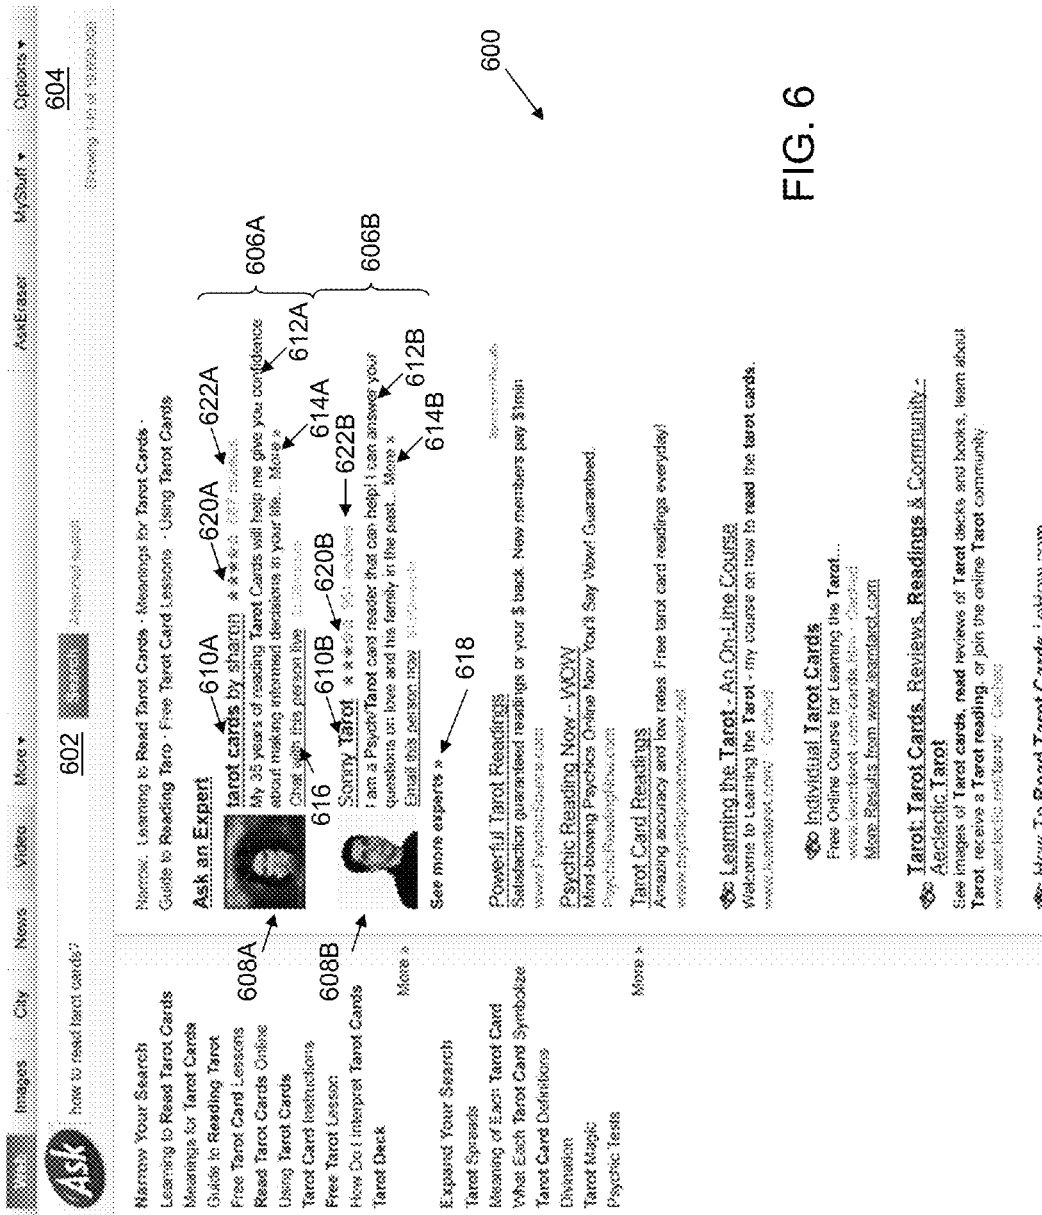 Images City News Videos More ▾ AskEraser MyStuff ▾ Options ▾
Ask
how to read tarot cards?
602
Advanced search
604
Narrow Your Search
Learning to Read Tarot Cards
Meanings for Tarot Cards
Guide to Reading Tarot
Free Tarot Card Lessons
Read Tarot Cards Online
Using Tarot Cards
Tarot Card Instructions
Free Tarot Lesson
How Do I Interpret Tarot Cards
Tarot Deck
More »
Expand Your Search
Tarot Spreads
Meaning of Each Tarot Card
What Each Tarot Card Symbolize
Tarot Card Definitions
Divination
Tarot Magic
Psychic Tests
More »
Narrow: Learning to Read Tarot Cards · Meanings for Tarot Cards ·
Guide to Reading Taro · Free Tarot Card Lessons · Using Tarot Cards
Ask an Expert
610A
620A
622A
606A
tarot cards by sharon
My 35 years of reading Tarot Cards will help me give you confidence
about making informed decisions in your life... More »
Chat with this person live
608A
612A
614A
616
610B
620B
622B
606B
Sonny Tarot
I am a Psychi Tarot card reader that can help! I can answer your
questions on love and his family in the past... More »
Email this person now
608B
612B
614B
See more experts »
618
600
Powerful Tarot Readings
Satisfaction guaranteed readings or your $ back. New members pay $1min
www.PsychicSource.com
Psychic Reading Now - WOW
Mind-blowing Psychics Online Now You'll Say Wow! Guaranteed.
Tarot Card Readings
Amazing accuracy and low rates. Free tarot card readings everyday!
Learning the Tarot - An On-Line Course
Welcome to Learning the Tarot - my course on how to read the tarot cards.
Individual Tarot Cards
Free Online Course for Learning the Tarot...
More Results from www.learntarot.com
Tarot: Tarot Cards, Reviews, Readings & Community -
Aeclectic Tarot
See images of Tarot cards, read reviews of Tarot decks and books, learn about
Tarot, receive a Tarot reading, or join the online Tarot community
FIG. 6